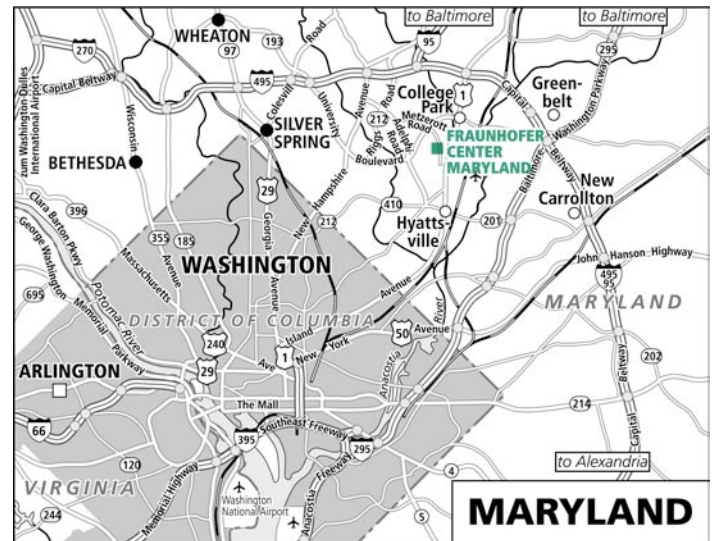 to Baltimore
to Baltimore
WHEATON
270
97
193
Road
95
295
495
Capital Beltway
Colesville
University
Avenue
Road
College
Park
1
Capital
Green-
belt
Washington Parkway
zum Washington-Dulles
International Airport
Wisconsin
SILVER
SPRING
212
Metzerott
Road
Adelphi
Road
Riggs
Boulevard
FRAUNHOFER
CENTER
MARYLAND
Baltimore
Beltway
BETHESDA
29
New Hampshire
New
Carrollton
396
Clara Barton Pkwy
George Washington
Memorial
Parkway
355
185
Georgia
Avenue
212
410
Hyatts-
ville
201
John Hanson Highway
495
95
Massachusetts
Avenue
WASHINGTON
Avenue
MARYLAND
695
Potomac River
DISTRICT OF COLUMBIA
River
240
50
Avenue
Island
1
New York
Ave
29
Anacostia
202
Beltway
ARLINGTON
The Mall
214
66
Southeast Freeway
395
295
Capital
120
4
to Alexandria
VIRGINIA
Memorial Highway
Freeway
Anacostia
Washington
National Airport
244
5
MARYLAND